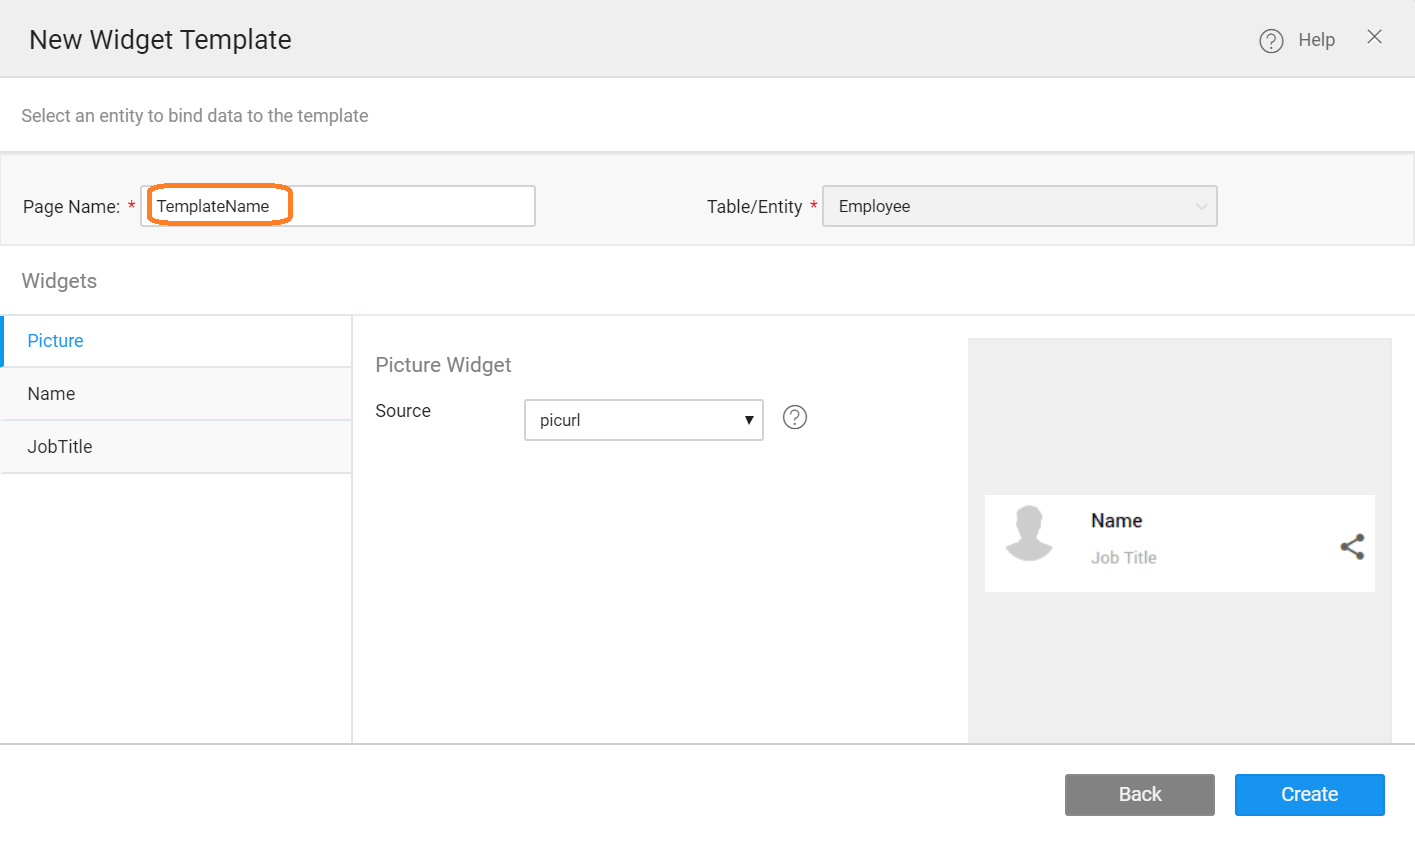 New Widget Template
Help
Select an entity to bind data to the template
Page Name: * TemplateName
Table/Entity * Employee
Widgets
Picture
Name
JobTitle
Picture Widget
Source
picurl
Name
Job Title
Back
Create